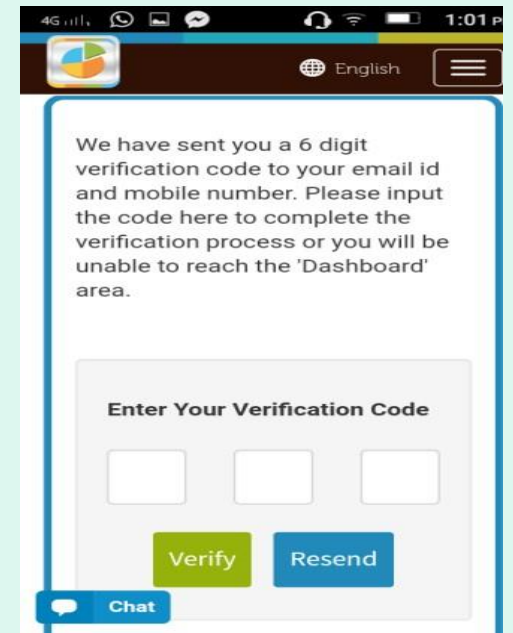 4G 1:01 P
English
We have sent you a 6 digit
verification code to your email id
and mobile number. Please input
the code here to complete the
verification process or you will be
unable to reach the 'Dashboard'
area.
Enter Your Verification Code
Verify Resend
Chat